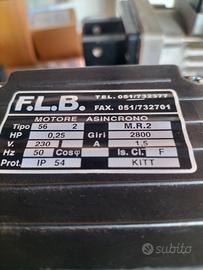 F.L.B.
TEL. 051/732377
FAX. 051/732701
MOTORE ASINCRONO
Tipo 56 2 M.R.2
HP 0,25 Giri 2800
V. 230 A 1,5
Hz 50 Cosφ Is. Cl. F
Prot. IP 54 KITT
subito